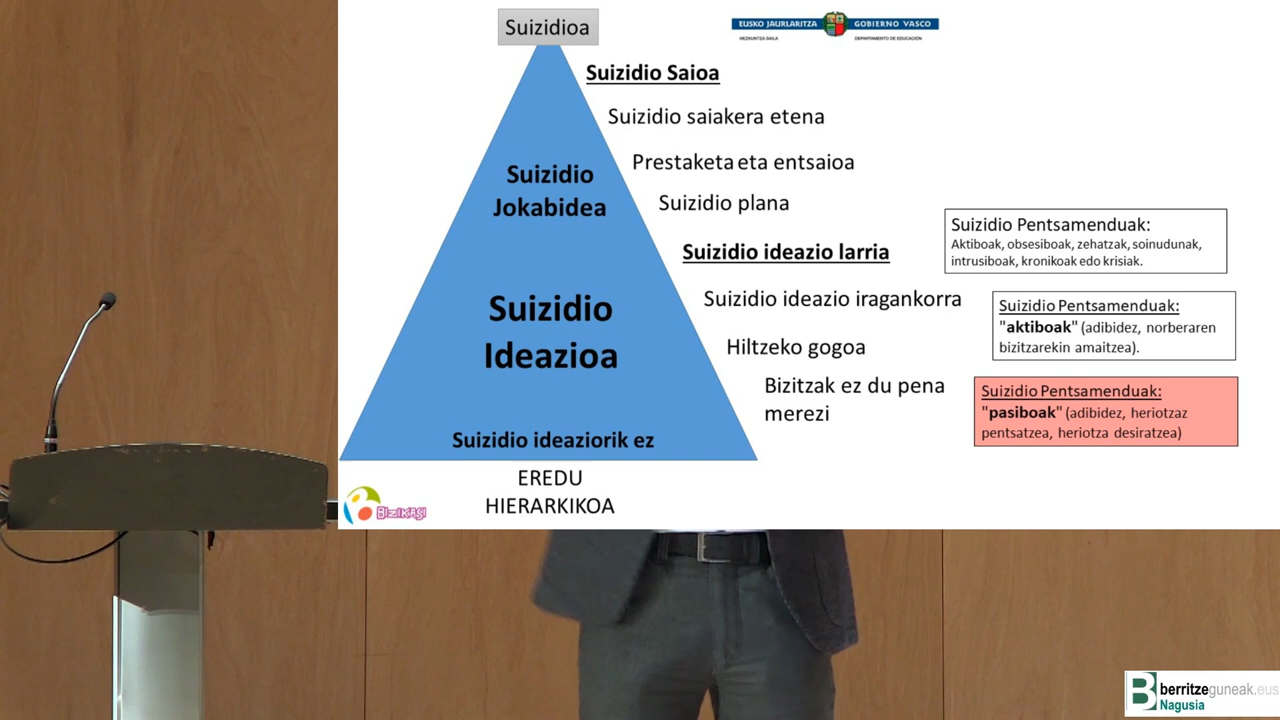 Suizidioa
EUSKO JAURLARITZA
GOBIERNO VASCO
HEZKUNTZA SAILA
DEPARTAMENTO DE EDUCACIÓN
Suizidio Saioa
Suizidio saiakera etena
Prestaketa eta entsaioa
Suizidio plana
Suizidio ideazio larria
Suizidio ideazio iragankorra
Hiltzeko gogoa
Bizitzak ez du pena
merezi
Suizidio
Jokabidea
Suizidio
Ideazioa
Suizidio ideaziorik ez
EREDU
HIERARKIKOA
Suizidio Pentsamenduak:
Aktiboak, obsesiboak, zehatzak, soinudunak,
intrusiboak, kronikoak edo krisiak.
Suizidio Pentsamenduak:
"aktiboak" (adibidez, norberaren
bizitzarekin amaitzea).
Suizidio Pentsamenduak:
"pasiboak" (adibidez, heriotzaz
pentsatzea, heriotza desiratzea)
BIZIKASI
berritzeguneak.eus
Nagusia